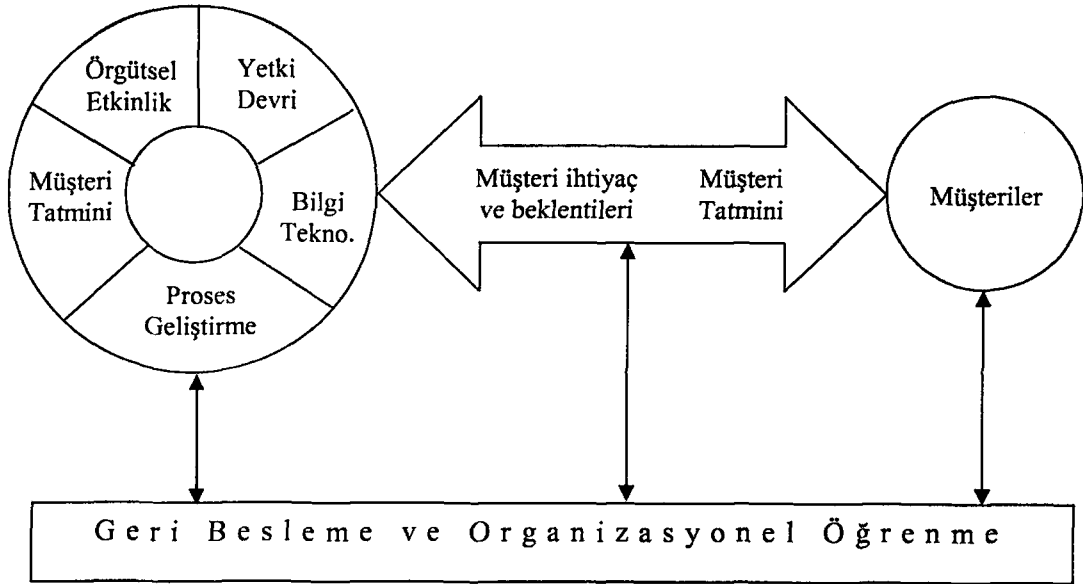 Örgütsel
Etkinlik
Yetki
Devri
Müşteri
Tatmini
Bilgi
Tekno.
Proses
Geliştirme
Müşteri ihtiyaç
ve beklentileri
Müşteri
Tatmini
Müşteriler
Geri Besleme ve Organizasyonel Öğrenme